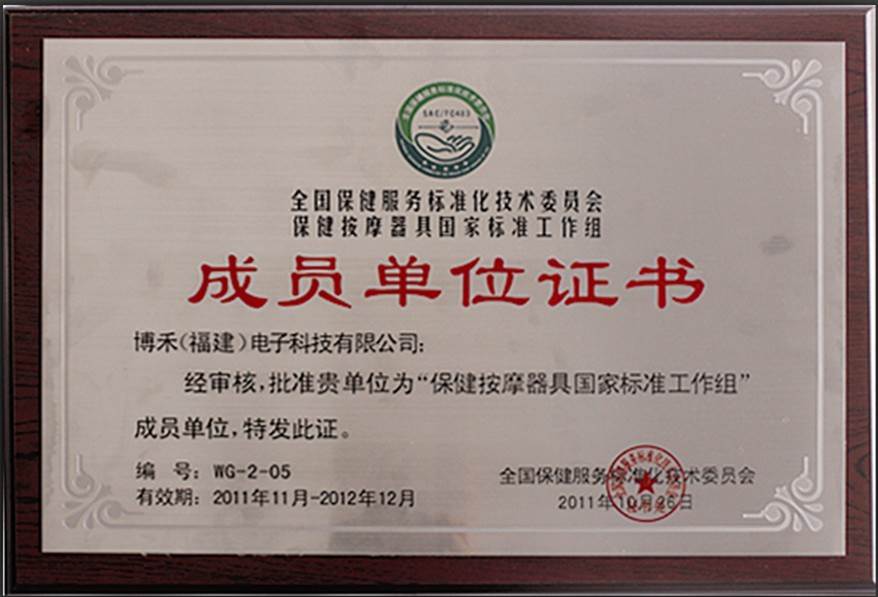 SAC/TC483
全国保健服务标准化技术委员会
保健按摩器具国家标准工作组
成员单位证书
博禾(福建)电子科技有限公司:
经审核,批准贵单位为“保健按摩器具国家标准工作组”
成员单位,特发此证。
编 号: WG-2-05
有效期: 2011年11月-2012年12月
全国保健服务标准化技术委员会
2011年10月26日